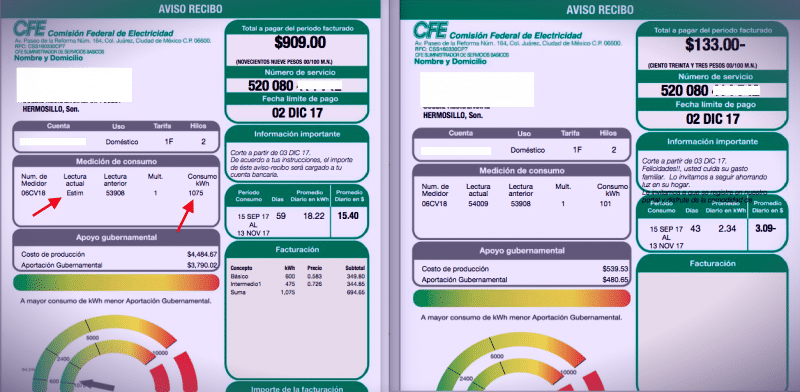 AVISO RECIBO
CFE Comisión Federal de Electricidad
Av. Paseo de la Reforma Núm. 164, Col. Juárez, Ciudad de México C.P. 06600.
RFC: CSS160330CP7
CFE SUMINISTRADOR DE SERVICIOS BASICOS
Nombre y Domicilio
HERMOSILLO, Son.
Total a pagar del periodo facturado
$909.00
(NOVECIENTOS NUEVE PESOS 00/100 M.N.)
Número de servicio
520 080
Fecha límite de pago
02 DIC 17
Cuenta Uso Tarifa Hilos
Doméstico 1F 2
Información importante
Corte a partir de 03 DIC 17.
De acuerdo a tus instrucciones, el importe
de éste aviso-recibo será cargado a tu
cuenta bancaria.
Medición de consumo
Num. de Medidor Lectura actual Lectura anterior Mult. Consumo kWh
06CV18 Estim 53908 1 1075
Periodo Consumo Días Promedio Diario en kWh Promedio Diario en $
15 SEP 17 AL 13 NOV 17 59 18.22 15.40
Apoyo gubernamental
Costo de producción $4,484.67
Aportación Gubernamental $3,790.02
A mayor consumo de kWh menor Aportación Gubernamental.
Facturación
Concepto kWh Precio Subtotal
Básico 600 0.583 349.80
Intermedio1 475 0.726 344.85
Suma 1,075 694.65
2400
10000
Importe de la facturación
AVISO RECIBO
CFE Comisión Federal de Electricidad
Av. Paseo de la Reforma Núm. 164, Col. Juárez, Ciudad de México C.P. 06600.
RFC: CSS160330CP7
CFE SUMINISTRADOR DE SERVICIOS BASICOS
Nombre y Domicilio
HERMOSILLO, Son.
Total a pagar del periodo facturado
$133.00-
(CIENTO TREINTA Y TRES PESOS 00/100 M.N.)
Número de servicio
520 080
Fecha límite de pago
02 DIC 17
Cuenta Uso Tarifa Hilos
Doméstico 1F 2
Información importante
Corte a partir de 03 DIC 17.
Felicidades!!, usted cuida su gasto
familiar. Lo invitamos a seguir ahorrando
luz en su hogar.
Medición de consumo
Num. de Medidor Lectura actual Lectura anterior Mult. Consumo kWh
06CV18 54009 53908 1 101
Periodo Consumo Días Promedio Diario en kWh Promedio Diario en $
15 SEP 17 AL 13 NOV 17 43 2.34 3.09-
Apoyo gubernamental
Costo de producción $539.53
Aportación Gubernamental $480.65
A mayor consumo de kWh menor Aportación Gubernamental.
Facturación
2400
10000